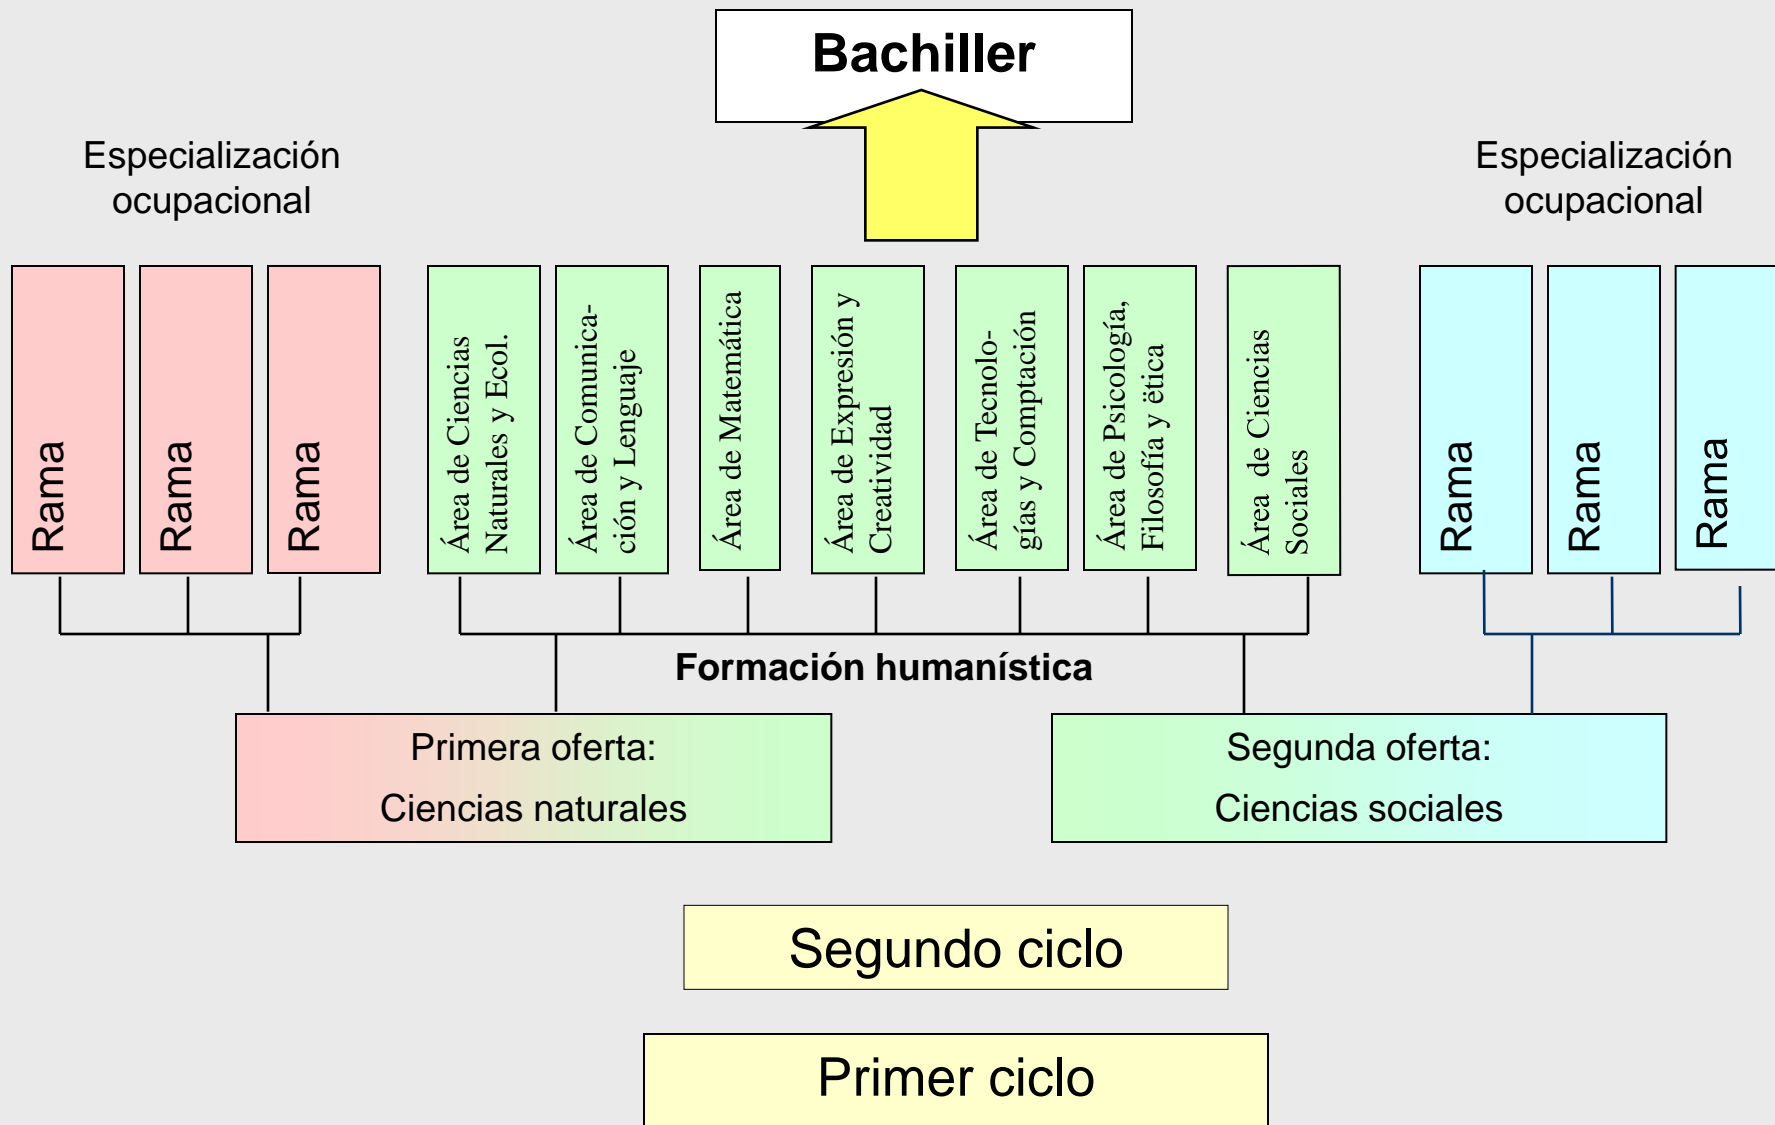 Bachiller
Especialización
ocupacional
Especialización
ocupacional
Rama
Rama
Rama
Área de Ciencias
Naturales y Ecol.
Área de Comunica-
ción y Lenguaje
Área de Matemática
Área de Expresión y
Creatividad
Área de Tecnolo-
gías y Comptación
Área de Psicología,
Filosofía y ëtica
Área de Ciencias
Sociales
Rama
Rama
Rama
Formación humanística
Primera oferta:
Ciencias naturales
Segunda oferta:
Ciencias sociales
Segundo ciclo
Primer ciclo